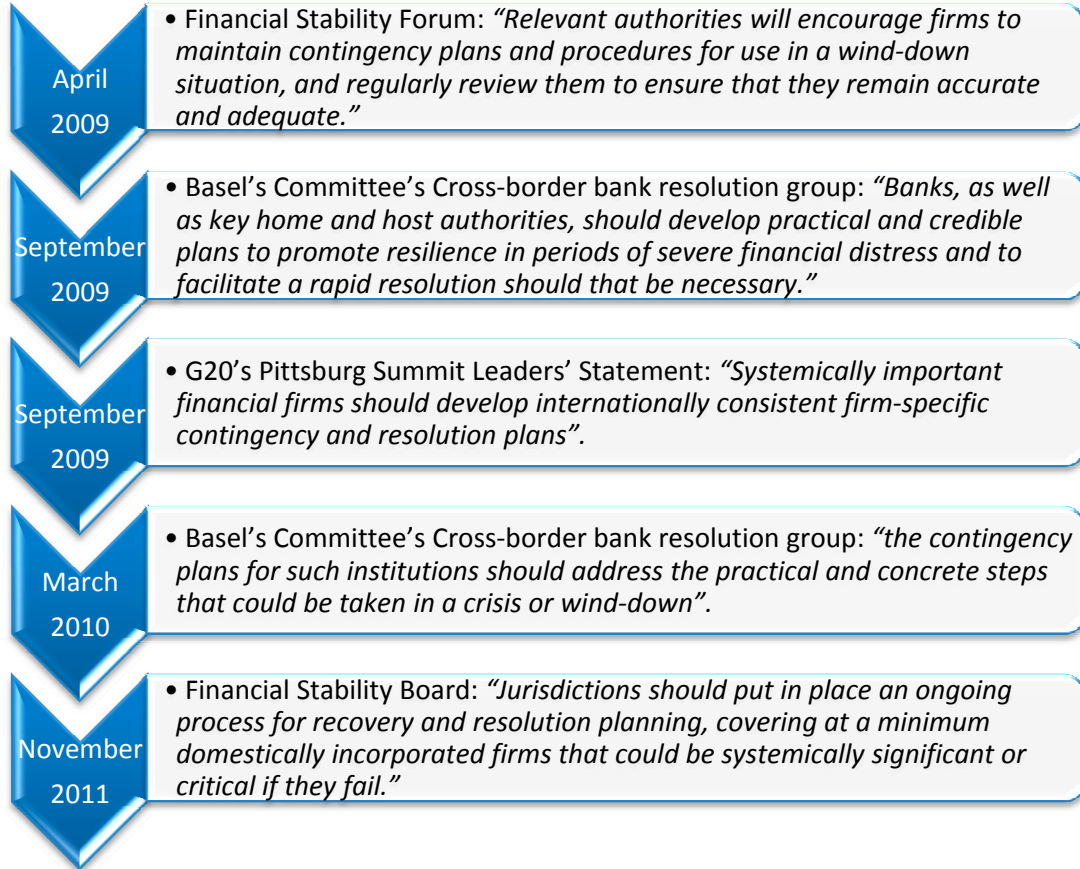 April
2009
• Financial Stability Forum: “Relevant authorities will encourage firms to
maintain contingency plans and procedures for use in a wind-down
situation, and regularly review them to ensure that they remain accurate
and adequate.”
September
2009
• Basel’s Committee’s Cross-border bank resolution group: “Banks, as well
as key home and host authorities, should develop practical and credible
plans to promote resilience in periods of severe financial distress and to
facilitate a rapid resolution should that be necessary.”
September
2009
• G20’s Pittsburg Summit Leaders’ Statement: “Systemically important
financial firms should develop internationally consistent firm-specific
contingency and resolution plans”.
March
2010
• Basel’s Committee’s Cross-border bank resolution group: “the contingency
plans for such institutions should address the practical and concrete steps
that could be taken in a crisis or wind-down”.
November
2011
• Financial Stability Board: “Jurisdictions should put in place an ongoing
process for recovery and resolution planning, covering at a minimum
domestically incorporated firms that could be systemically significant or
critical if they fail.”